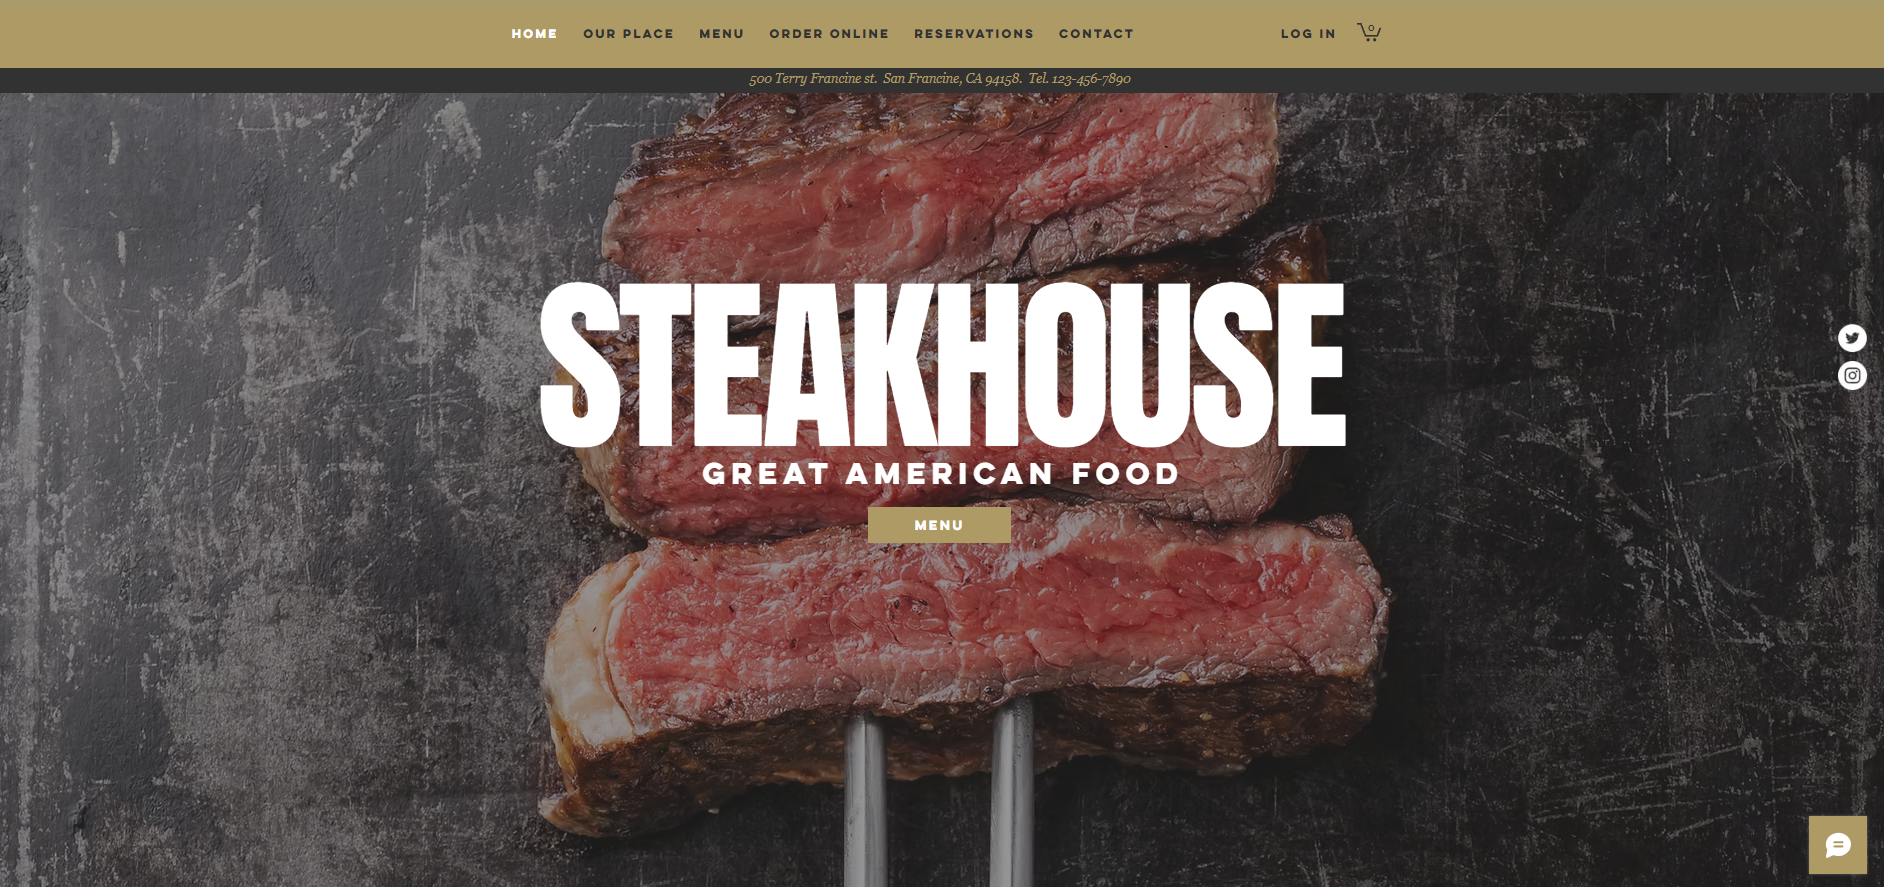 HOME OUR PLACE MENU ORDER ONLINE RESERVATIONS CONTACT LOG IN 0
500 Terry Francine st. San Francine, CA 94158. Tel. 123-456-7890
STEAKHOUSE
GREAT AMERICAN FOOD
MENU